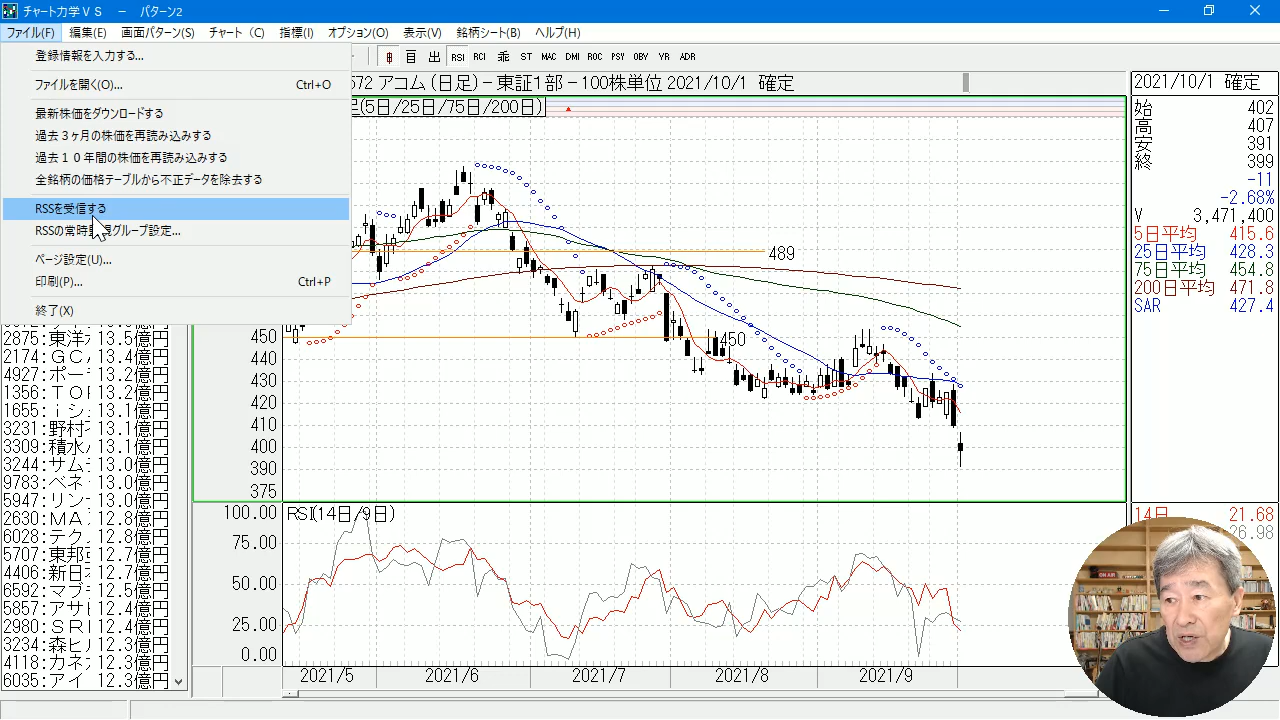 チャート力学ＶＳ － パターン2
ファイル(F) 編集(E) 画面パターン(S) チャート (C) 指標(I) オプション(O) 表示(V) 銘柄シート(B) ヘルプ(H)
登録情報を入力する...
ファイルを開く(O)... Ctrl+O
最新株価をダウンロードする
過去３ヶ月の株価を再読み込みする
過去１０年間の株価を再読み込みする
全銘柄の価格テーブルから不正データを除去する
RSSを受信する
RSSの常時 グループ設定...
ページ設定(U)...
印刷(P)... Ctrl+P
終了(X)
日 出 RSI RCI 乖 ST MAC DMI ROC PSY OBY YR ADR
572 アコム (日足)－東証1部－100株単位 2021/10/1 確定
(5日/25日/75日/200日)
489
450
450
440
430
420
410
400
390
375
100.00
75.00
50.00
25.00
0.00
RSI(14日/9日)
2021/5 2021/6 2021/7 2021/8 2021/9
2021/10/1 確定
始 402
高 407
安 391
終 399
-11
-2.68%
V 3,471,400
5日平均 415.6
25日平均 428.3
75日平均 454.8
200日平均 471.8
SAR 427.4
14日 21.68
26.98
2875:東洋 13.5億円
2174:ＧＣ 13.4億円
4927:ポー 13.2億円
1356:ＴＯ 13.2億円
1655:ｉシ 13.1億円
3231:野村 13.1億円
3309:積水 13.1億円
3244:サム 13.0億円
9783:ベネ 13.0億円
5947:リン 13.0億円
2630:ＭＡ 12.8億円
6028:テク 12.8億円
5707:東邦 12.7億円
4406:新日 12.7億円
6592:マブ 12.5億円
5857:アサ 12.4億円
2980:ＳＲ 12.4億円
3234:森ヒ 12.3億円
4118:カネ 12.3億円
6035:アイ 12.3億円
ON AIR